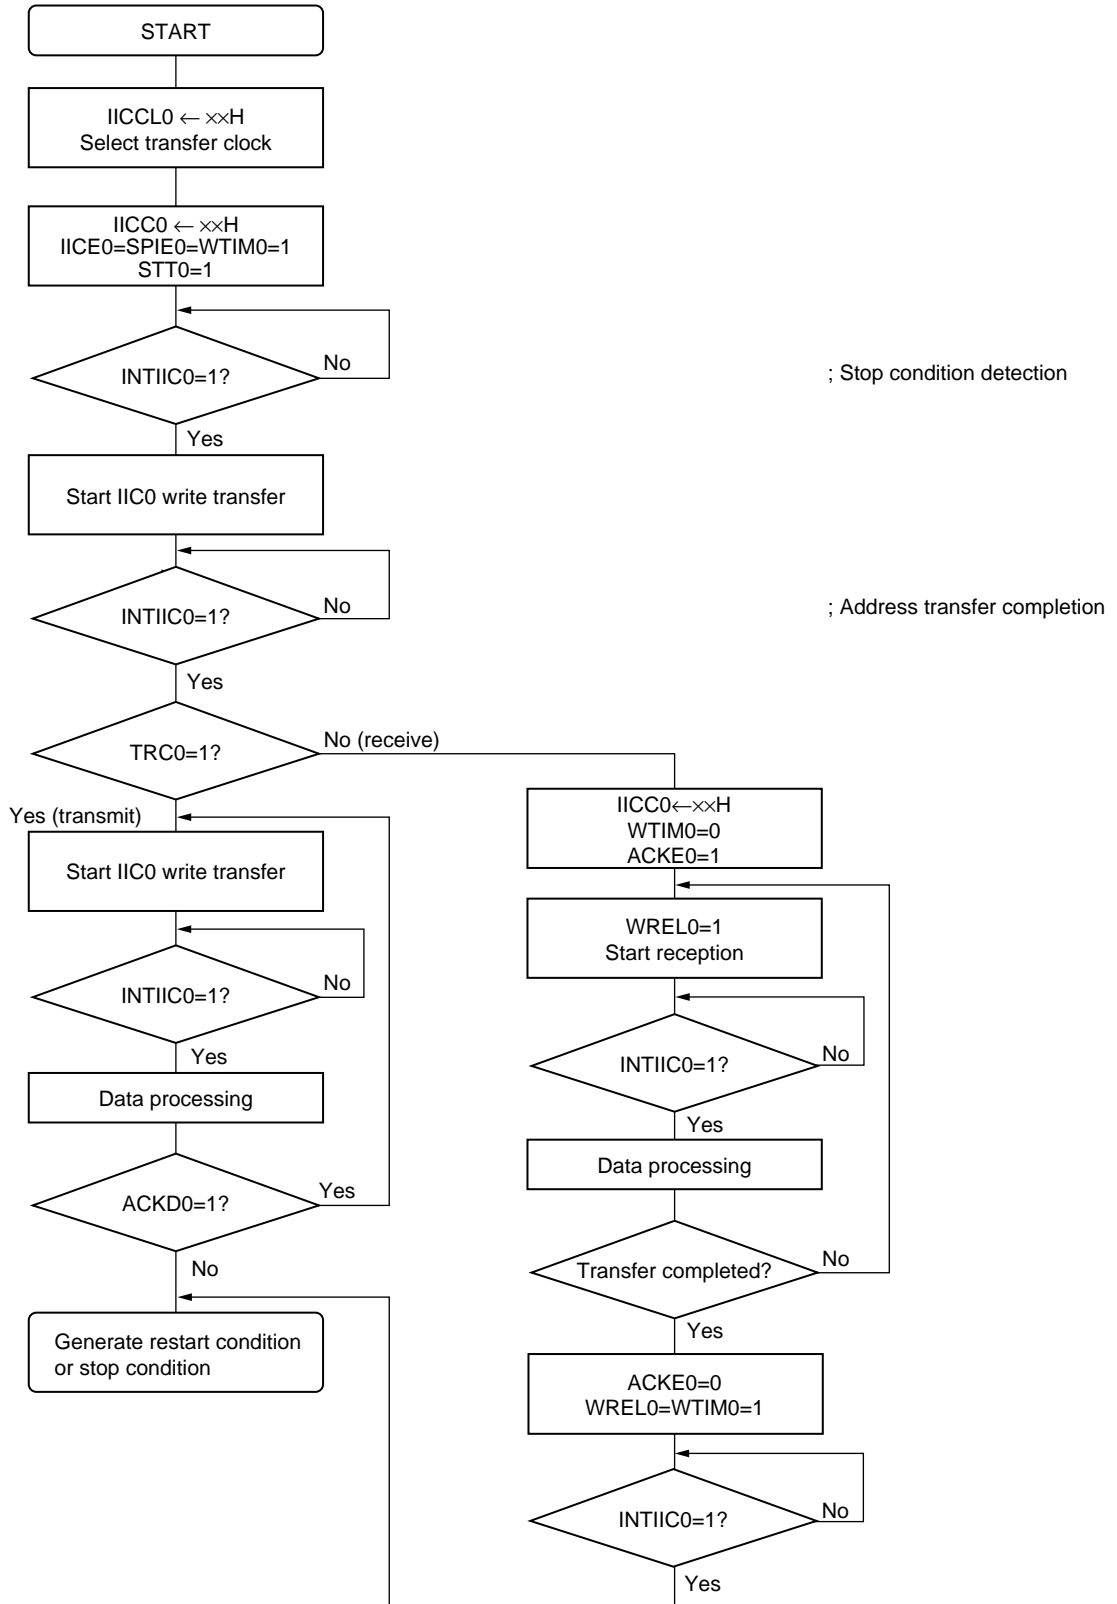 START
IICCL0 ← ××H
Select transfer clock
IICC0 ← ××H
IICE0=SPIE0=WTIM0=1
STT0=1
INTIIC0=1?
No
; Stop condition detection
Yes
Start IIC0 write transfer
INTIIC0=1?
No
; Address transfer completion
Yes
TRC0=1?
No (receive)
Yes (transmit)
Start IIC0 write transfer
INTIIC0=1?
No
Yes
Data processing
ACKD0=1?
Yes
No
Generate restart condition
or stop condition
IICC0←××H
WTIM0=0
ACKE0=1
WREL0=1
Start reception
INTIIC0=1?
No
Yes
Data processing
Transfer completed?
No
Yes
ACKE0=0
WREL0=WTIM0=1
INTIIC0=1?
No
Yes